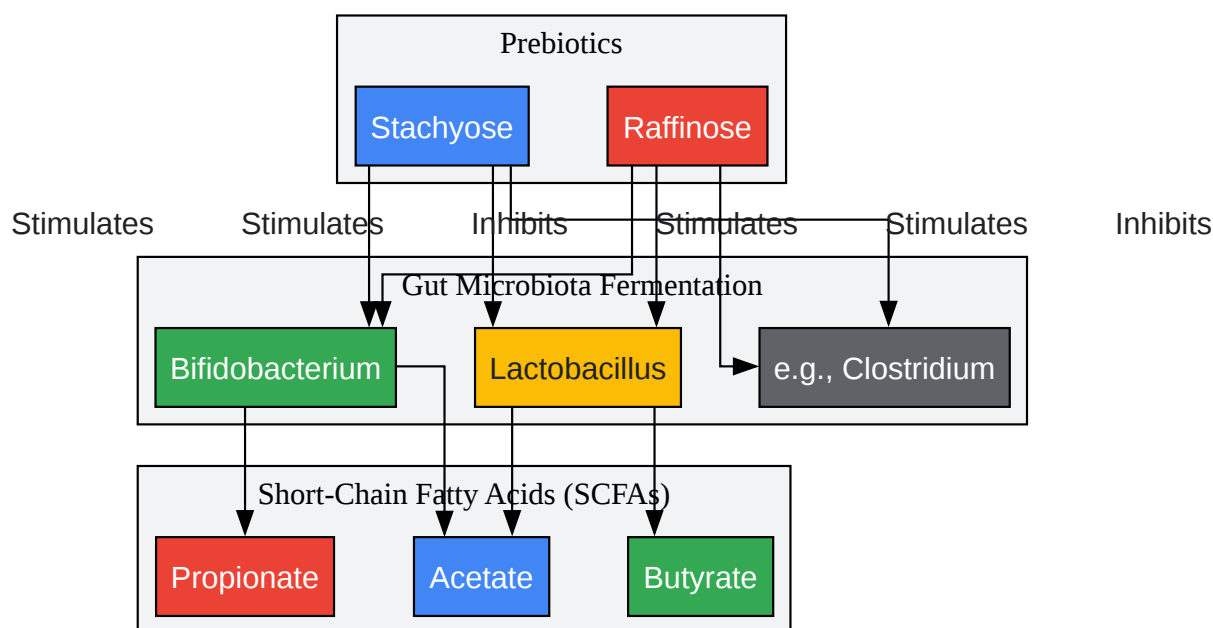 Prebiotics
Stachyose
Raffinose
Stimulates
Stimulates
Inhibits
Stimulates
Stimulates
Inhibits
Gut Microbiota Fermentation
Bifidobacterium
Lactobacillus
e.g., Clostridium
Short-Chain Fatty Acids (SCFAs)
Propionate
Acetate
Butyrate